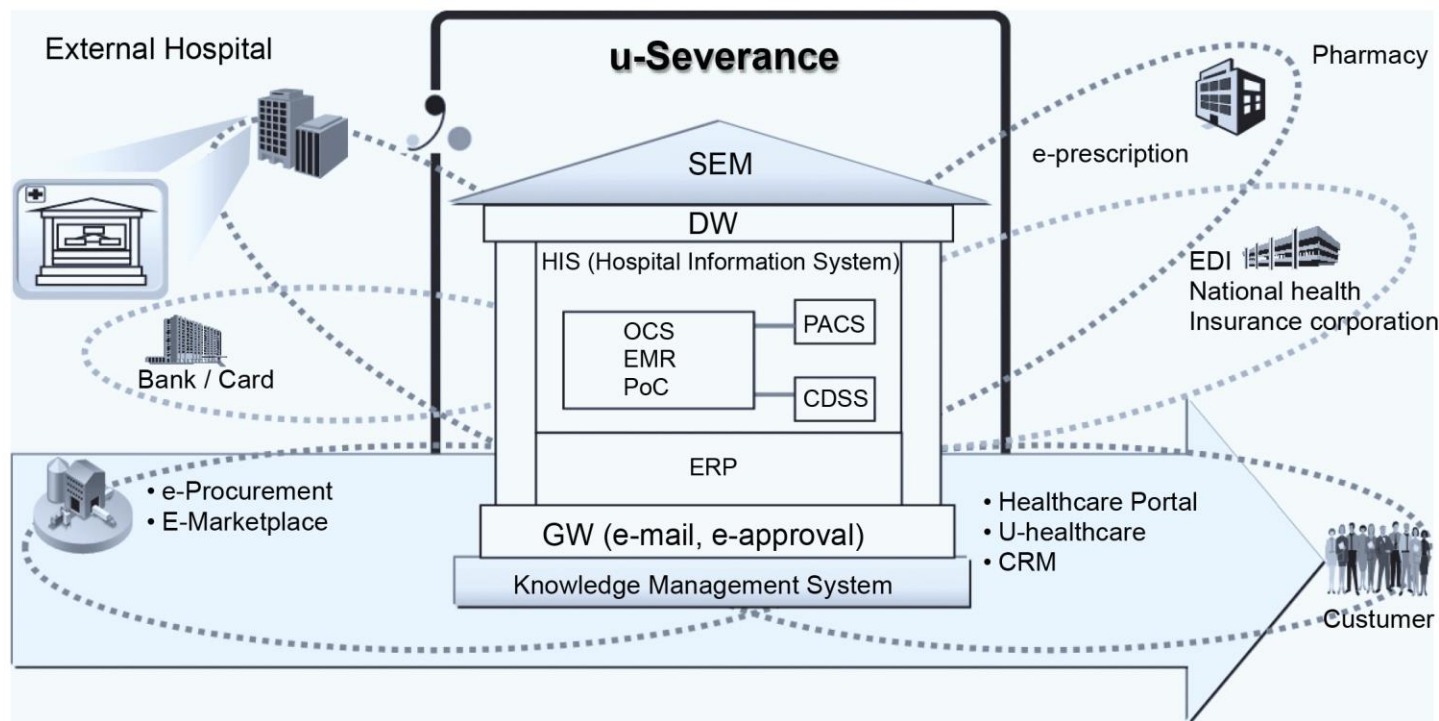 External Hospital
u-Severance
Pharmacy
e-prescription
SEM
DW
HIS (Hospital Information System)
OCS
EMR
PoC
PACS
CDSS
ERP
GW (e-mail, e-approval)
Knowledge Management System
EDI
National health
Insurance corporation
Bank / Card
• e-Procurement
• E-Marketplace
• Healthcare Portal
• U-healthcare
• CRM
Custumer